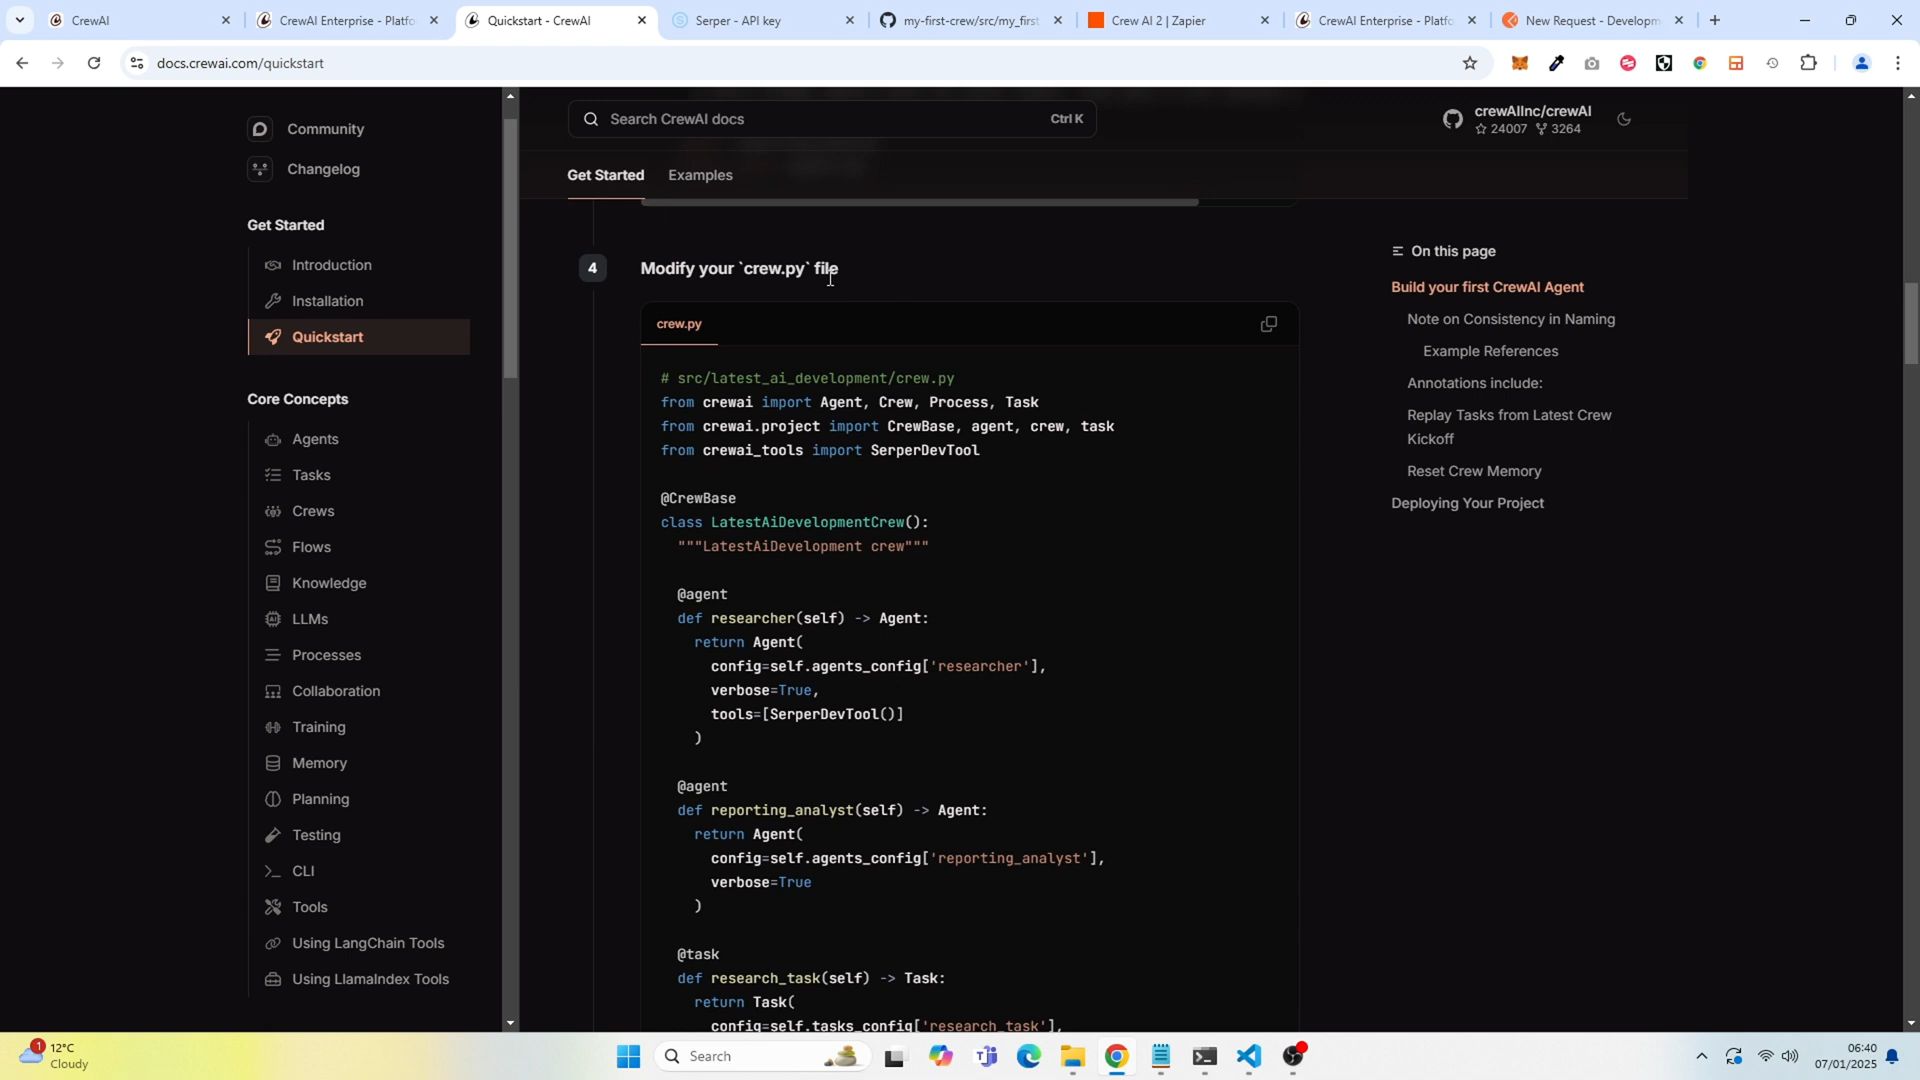 CrewAI
CrewAI Enterprise - Platfo
Quickstart - CrewAI
Serper - API key
my-first-crew/src/my_first
Crew AI 2 | Zapier
CrewAI Enterprise - Platfo
New Request - Developm
docs.crewai.com/quickstart
Search CrewAI docs
Ctrl K
crewAIInc/crewAI
24007 3264
Get Started
Examples
Community
Changelog
Get Started
Introduction
Installation
Quickstart
Core Concepts
Agents
Tasks
Crews
Flows
Knowledge
LLMs
Processes
Collaboration
Training
Memory
Planning
Testing
CLI
Tools
Using LangChain Tools
Using LlamaIndex Tools
4
Modify your `crew.py` file
crew.py
# src/latest_ai_development/crew.py
from crewai import Agent, Crew, Process, Task
from crewai.project import CrewBase, agent, crew, task
from crewai_tools import SerperDevTool
@CrewBase
class LatestAiDevelopmentCrew():
"""LatestAiDevelopment crew"""
@agent
def researcher(self) -> Agent:
return Agent(
config=self.agents_config['researcher'],
verbose=True,
tools=[SerperDevTool()]
)
@agent
def reporting_analyst(self) -> Agent:
return Agent(
config=self.agents_config['reporting_analyst'],
verbose=True
)
@task
def research_task(self) -> Task:
return Task(
config=self.tasks_config['research_task'],
On this page
Build your first CrewAI Agent
Note on Consistency in Naming
Example References
Annotations include:
Replay Tasks from Latest Crew
Kickoff
Reset Crew Memory
Deploying Your Project
1
12°C
Cloudy
Search
06:40
07/01/2025